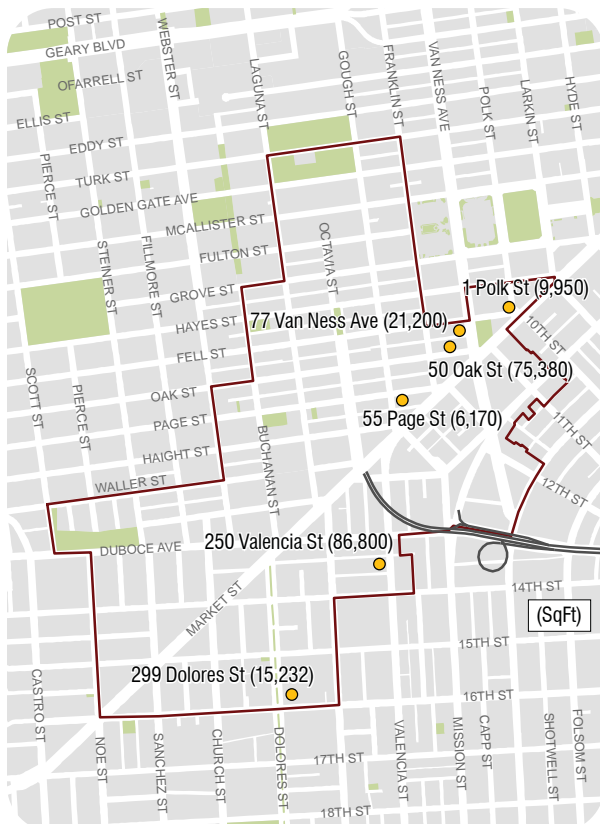 POST ST
GEARY BLVD
OFARRELL ST
ELLIS ST
EDDY ST
TURK ST
GOLDEN GATE AVE
MCALLISTER ST
FULTON ST
GROVE ST
HAYES ST
FELL ST
OAK ST
PAGE ST
HAIGHT ST
WALLER ST
DUBOCE AVE
MARKET ST
WEBSTER ST
LAGUNA ST
GOUGH ST
FRANKLIN ST
VAN NESS AVE
POLK ST
LARKIN ST
HYDE ST
PIERCE ST
STEINER ST
FILLMORE ST
OCTAVIA ST
SCOTT ST
PIERCE ST
BUCHANAN ST
1 Polk St (9,950)
77 Van Ness Ave (21,200)
50 Oak St (75,380)
55 Page St (6,170)
250 Valencia St (86,800)
299 Dolores St (15,232)
10TH ST
11TH ST
12TH ST
14TH ST
(SqFt)
15TH ST
16TH ST
17TH ST
18TH ST
CASTRO ST
NOE ST
SANCHEZ ST
CHURCH ST
DOLORES ST
VALENCIA ST
MISSION ST
CAPP ST
SHOTWELL ST
FOLSOM ST